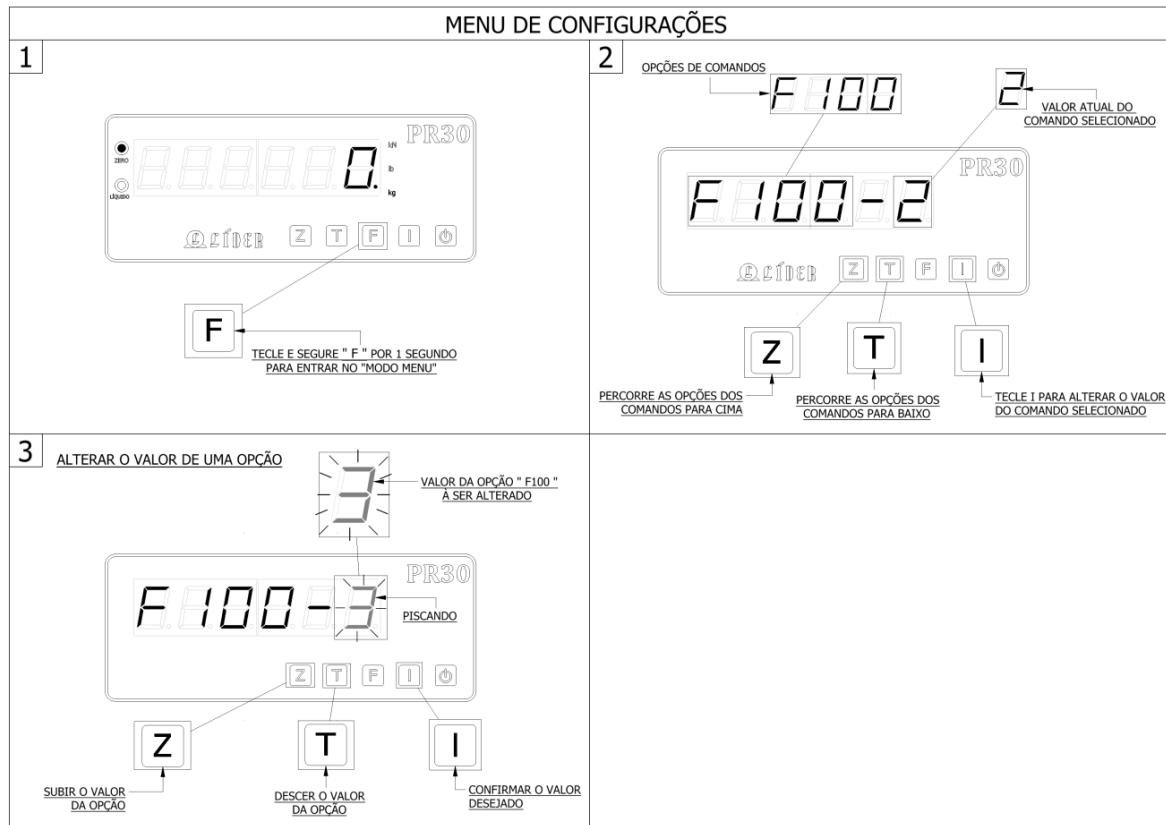 MENU DE CONFIGURAÇÕES
1
PR30
ZERO
LÍQUIDO
0.
kN
lb
kg
LÍDER
Z T F I
F
TECLE E SEGURE " F " POR 1 SEGUNDO
PARA ENTRAR NO "MODO MENU"
2
OPÇÕES DE COMANDOS
F100
2
VALOR ATUAL DO
COMANDO SELECIONADO
PR30
F100-2
LÍDER
Z T F I
Z
T
I
PERCORRE AS OPÇÕES DOS
COMANDOS PARA CIMA
PERCORRE AS OPÇÕES DOS
COMANDOS PARA BAIXO
TECLE I PARA ALTERAR O VALOR
DO COMANDO SELECIONADO
3
ALTERAR O VALOR DE UMA OPÇÃO
3
VALOR DA OPÇÃO " F100 "
À SER ALTERADO
PR30
F100-3
PISCANDO
Z T F I
Z
T
I
SUBIR O VALOR
DA OPÇÃO
DESCER O VALOR
DA OPÇÃO
CONFIRMAR O VALOR
DESEJADO